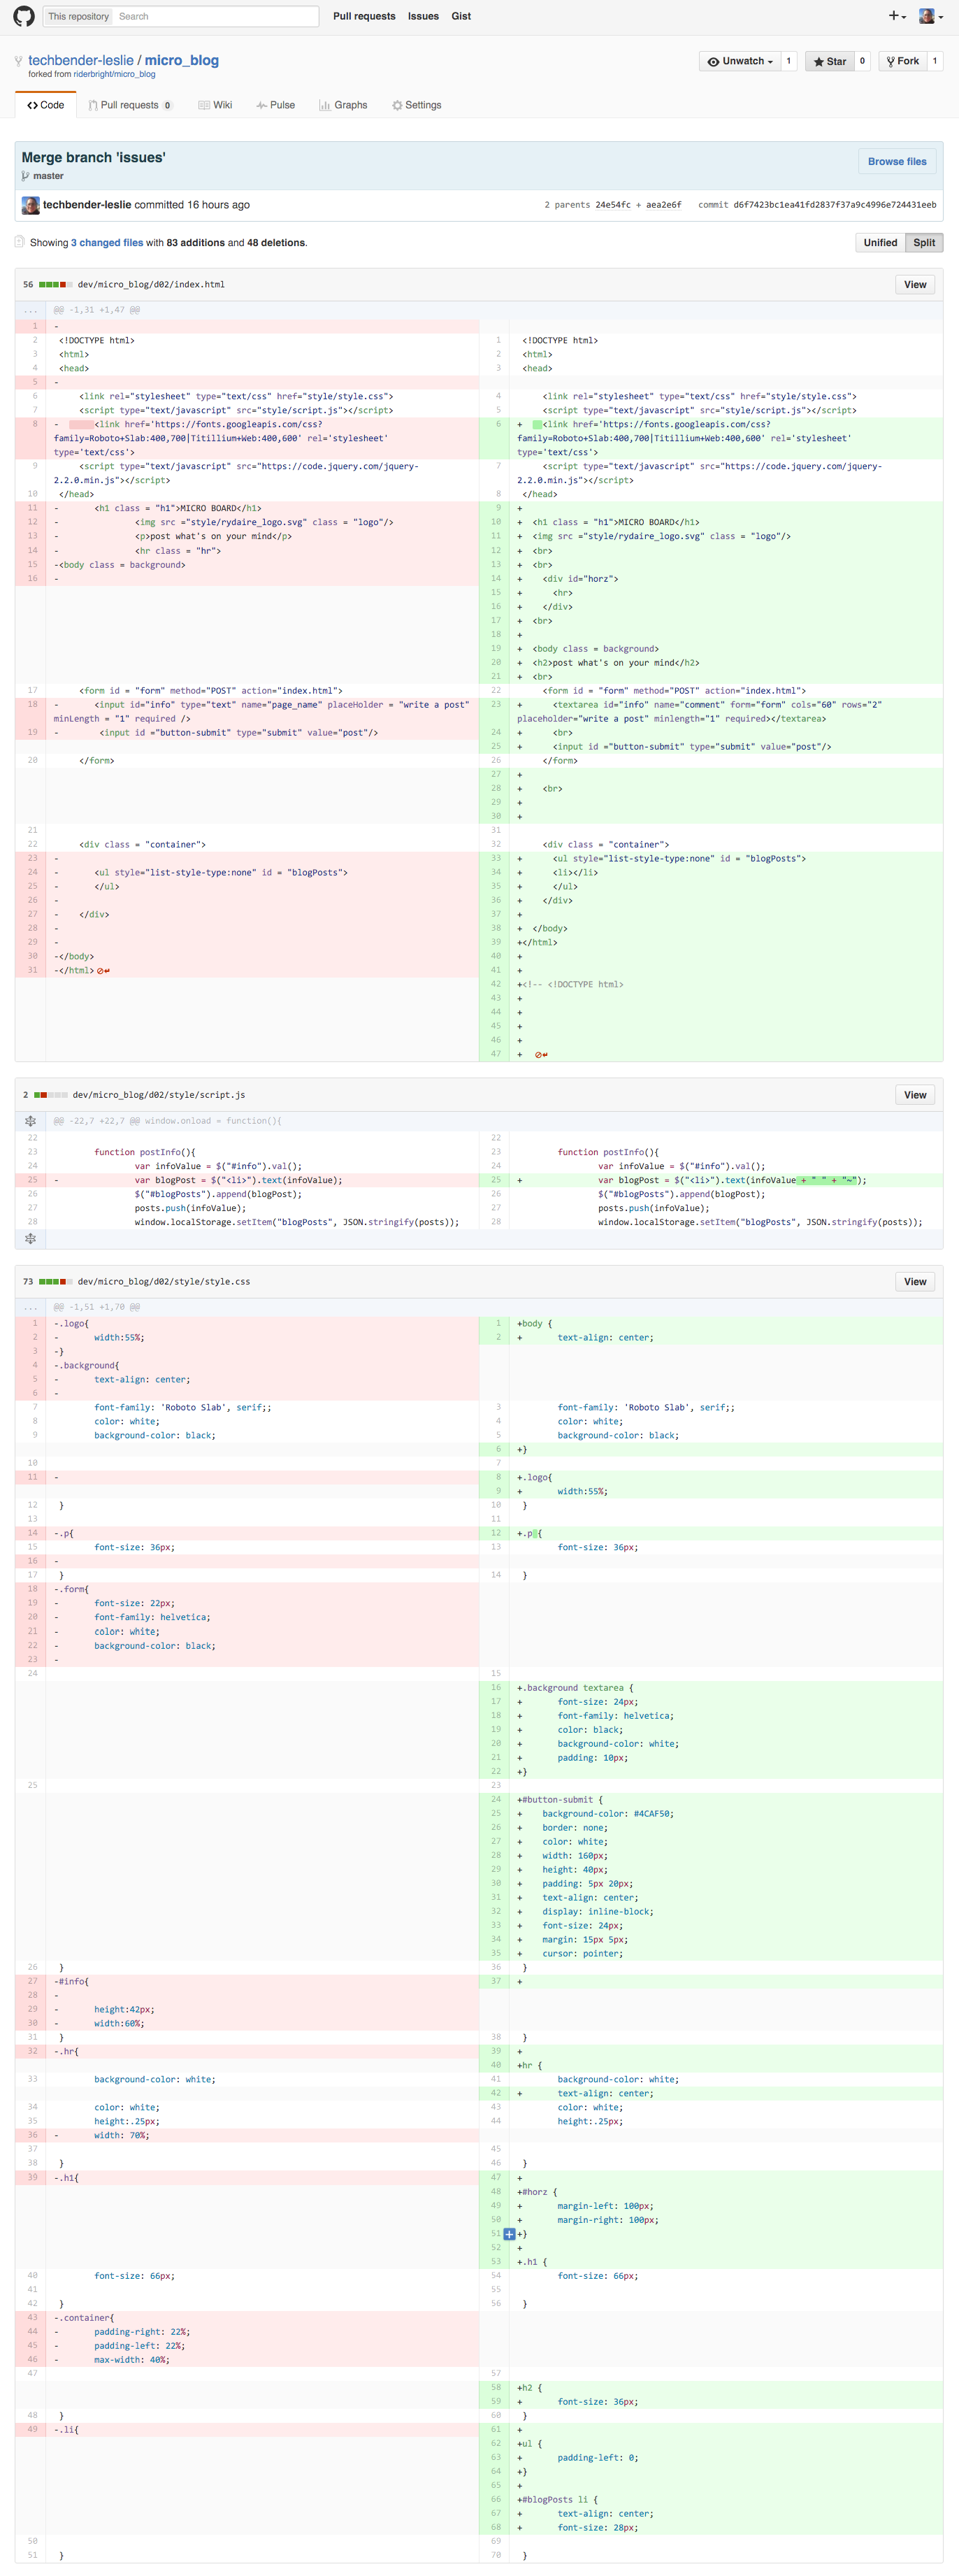 This repository Search Pull requests Issues Gist
techbender-leslie / micro_blog Unwatch 1 Star 0 Fork 1
forked from riderbright/micro_blog
Code Pull requests 0 Wiki Pulse Graphs Settings
Merge branch 'issues' Browse files
master
techbender-leslie committed 16 hours ago 2 parents 24e54fc + aea2e6f commit d6f7423bc1ea41fd2837f37a9c4996e724431eeb
Showing 3 changed files with 83 additions and 48 deletions. Unified Split
56 dev/micro_blog/d02/index.html View
... @@ -1,31 +1,47 @@
1 -
2 <!DOCTYPE html> 1 <!DOCTYPE html>
3 <html> 2 <html>
4 <head> 3 <head>
5 -
6 <link rel="stylesheet" type="text/css" href="style/style.css"> 4 <link rel="stylesheet" type="text/css" href="style/style.css">
7 <script type="text/javascript" src="style/script.js"></script> 5 <script type="text/javascript" src="style/script.js"></script>
8 - <link href='https://fonts.googleapis.com/css? 6 + <link href='https://fonts.googleapis.com/css?
family=Roboto+Slab:400,700|Titillium+Web:400,600' rel='stylesheet' family=Roboto+Slab:400,700|Titillium+Web:400,600' rel='stylesheet'
type='text/css'> type='text/css'>
9 <script type="text/javascript" src="https://code.jquery.com/jquery- 7 <script type="text/javascript" src="https://code.jquery.com/jquery-
2.2.0.min.js"></script> 2.2.0.min.js"></script>
10 </head> 8 </head>
11 - <h1 class = "h1">MICRO BOARD</h1> 9 +
12 - <img src ="style/rydaire_logo.svg" class = "logo"/> 10 + <h1 class = "h1">MICRO BOARD</h1>
13 - <p>post what's on your mind</p> 11 + <img src ="style/rydaire_logo.svg" class = "logo"/>
14 - <hr class = "hr"> 12 + <br>
15 -<body class = background> 13 + <br>
16 - 14 + <div id="horz">
15 + <hr>
16 + </div>
17 + <br>
18 +
19 + <body class = background>
20 + <h2>post what's on your mind</h2>
21 + <br>
17 <form id = "form" method="POST" action="index.html"> 22 <form id = "form" method="POST" action="index.html">
18 - <input id="info" type="text" name="page_name" placeHolder = "write a post" 23 + <textarea id="info" name="comment" form="form" cols="60" rows="2"
minLength = "1" required /> placeholder="write a post" minlength="1" required></textarea>
19 - <input id ="button-submit" type="submit" value="post"/> 24 + <br>
25 + <input id ="button-submit" type="submit" value="post"/>
20 </form> 26 </form>
27 +
28 + <br>
29 +
30 +
21 31
22 <div class = "container"> 32 <div class = "container">
23 - 33 + <ul style="list-style-type:none" id = "blogPosts">
24 - <ul style="list-style-type:none" id = "blogPosts"> 34 + <li></li>
25 - </ul> 35 + </ul>
26 - 36 + </div>
27 - </div> 37 +
28 - 38 + </body>
29 - 39 +</html>
30 -</body> 40 +
31 -</html> 41 +
42 +<!-- <!DOCTYPE html>
43 +
44 +
45 +
46 +
47 +
2 dev/micro_blog/d02/style/script.js View
@@ -22,7 +22,7 @@ window.onload = function(){
22 22
23 function postInfo(){ 23 function postInfo(){
24 var infoValue = $("#info").val(); 24 var infoValue = $("#info").val();
25 - var blogPost = $("<li>").text(infoValue); 25 + var blogPost = $("<li>").text(infoValue + " " + "~");
26 $("#blogPosts").append(blogPost); 26 $("#blogPosts").append(blogPost);
27 posts.push(infoValue); 27 posts.push(infoValue);
28 window.localStorage.setItem("blogPosts", JSON.stringify(posts)); 28 window.localStorage.setItem("blogPosts", JSON.stringify(posts));
73 dev/micro_blog/d02/style/style.css View
... @@ -1,51 +1,70 @@
1 -.logo{ 1 +body {
2 - width:55%; 2 + text-align: center;
3 -}
4 -.background{
5 - text-align: center;
6 -
7 font-family: 'Roboto Slab', serif;; 3 font-family: 'Roboto Slab', serif;;
8 color: white; 4 color: white;
9 background-color: black; 5 background-color: black;
6 +}
10 7
11 - 8 +.logo{
9 + width:55%;
12 } 10 }
13 11
14 -.p{ 12 +.p {
15 font-size: 36px; 13 font-size: 36px;
16 -
17 } 14 }
18 -.form{
19 - font-size: 22px;
20 - font-family: helvetica;
21 - color: white;
22 - background-color: black;
23 -
24 15
16 +.background textarea {
17 + font-size: 24px;
18 + font-family: helvetica;
19 + color: black;
20 + background-color: white;
21 + padding: 10px;
22 +}
25 23
24 +#button-submit {
25 + background-color: #4CAF50;
26 + border: none;
27 + color: white;
28 + width: 160px;
29 + height: 40px;
30 + padding: 5px 20px;
31 + text-align: center;
32 + display: inline-block;
33 + font-size: 24px;
34 + margin: 15px 5px;
35 + cursor: pointer;
26 } 36 }
27 -#info{ 37 +
28 -
29 - height:42px;
30 - width:60%;
31 } 38 }
32 -.hr{ 39 +
40 +hr {
33 background-color: white; 41 background-color: white;
42 + text-align: center;
34 color: white; 43 color: white;
35 height:.25px; 44 height:.25px;
36 - width: 70%;
37 45
38 } 46 }
39 -.h1{ 47 +
48 +#horz {
49 + margin-left: 100px;
50 + margin-right: 100px;
51 +}
52 +
53 +.h1 {
40 font-size: 66px; 54 font-size: 66px;
41 55
42 } 56 }
43 -.container{
44 - padding-right: 22%;
45 - padding-left: 22%;
46 - max-width: 40%;
47 57
58 +h2 {
59 + font-size: 36px;
48 } 60 }
49 -.li{ 61 +
62 +ul {
63 + padding-left: 0;
64 +}
65 +
66 +#blogPosts li {
67 + text-align: center;
68 + font-size: 28px;
50 69
51 } 70 }